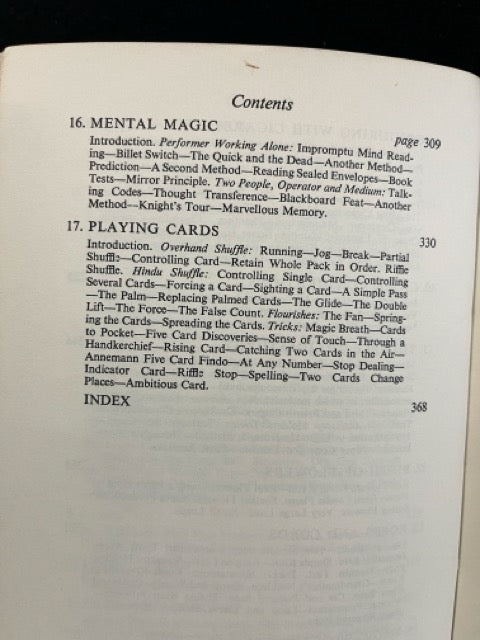 Contents
16. MENTAL MAGIC page 309
Introduction. Performer Working Alone: Impromptu Mind Read-
ing—Billet Switch—The Quick and the Dead—Another Method—
Prediction—A Second Method—Reading Sealed Envelopes—Book
Tests—Mirror Principle. Two People, Operator and Medium: Talk-
ing Codes—Thought Transference—Blackboard Feat—Another
Method—Knight's Tour—Marvellous Memory.
17. PLAYING CARDS 330
Introduction. Overhand Shuffle: Running—Jog—Break—Partial
Shuffle—Controlling Card—Retain Whole Pack in Order. Riffle
Shuffle. Hindu Shuffle: Controlling Single Card—Controlling
Several Cards—Forcing a Card—Sighting a Card—A Simple Pass
—The Palm—Replacing Palmed Cards—The Glide—The Double
Lift—The Force—The False Count. Flourishes: The Fan—Spring-
ing the Cards—Spreading the Cards. Tricks: Magic Breath—Cards
to Pocket—Five Card Discoveries—Sense of Touch—Through a
Handkerchief—Rising Card—Catching Two Cards in the Air—
Annemann Five Card Findo—At Any Number—Stop Dealing—
Indicator Card—Riffle Stop—Spelling—Two Cards Change
Places—Ambitious Card.
INDEX 368